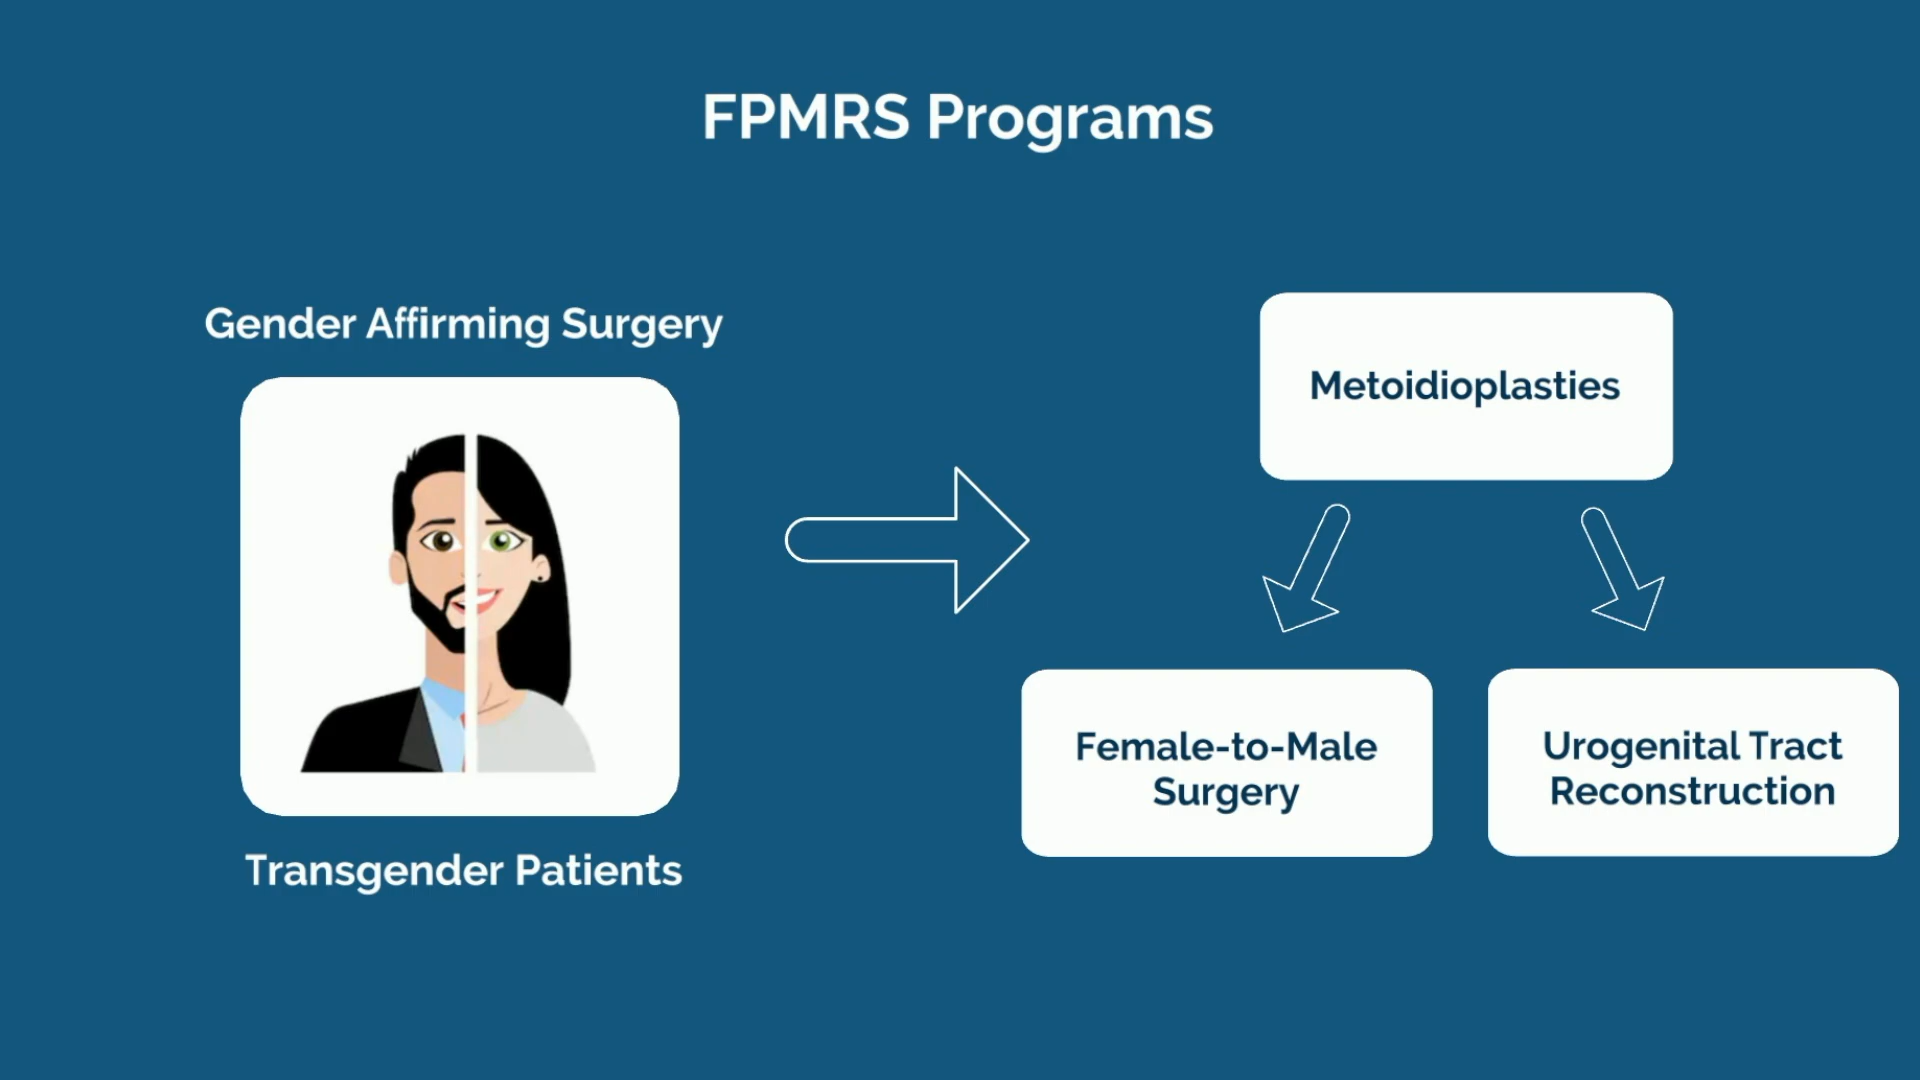 FPMRS Programs
Gender Affirming Surgery
Transgender Patients
Metoidioplasties
Female-to-Male
Surgery
Urogenital Tract
Reconstruction